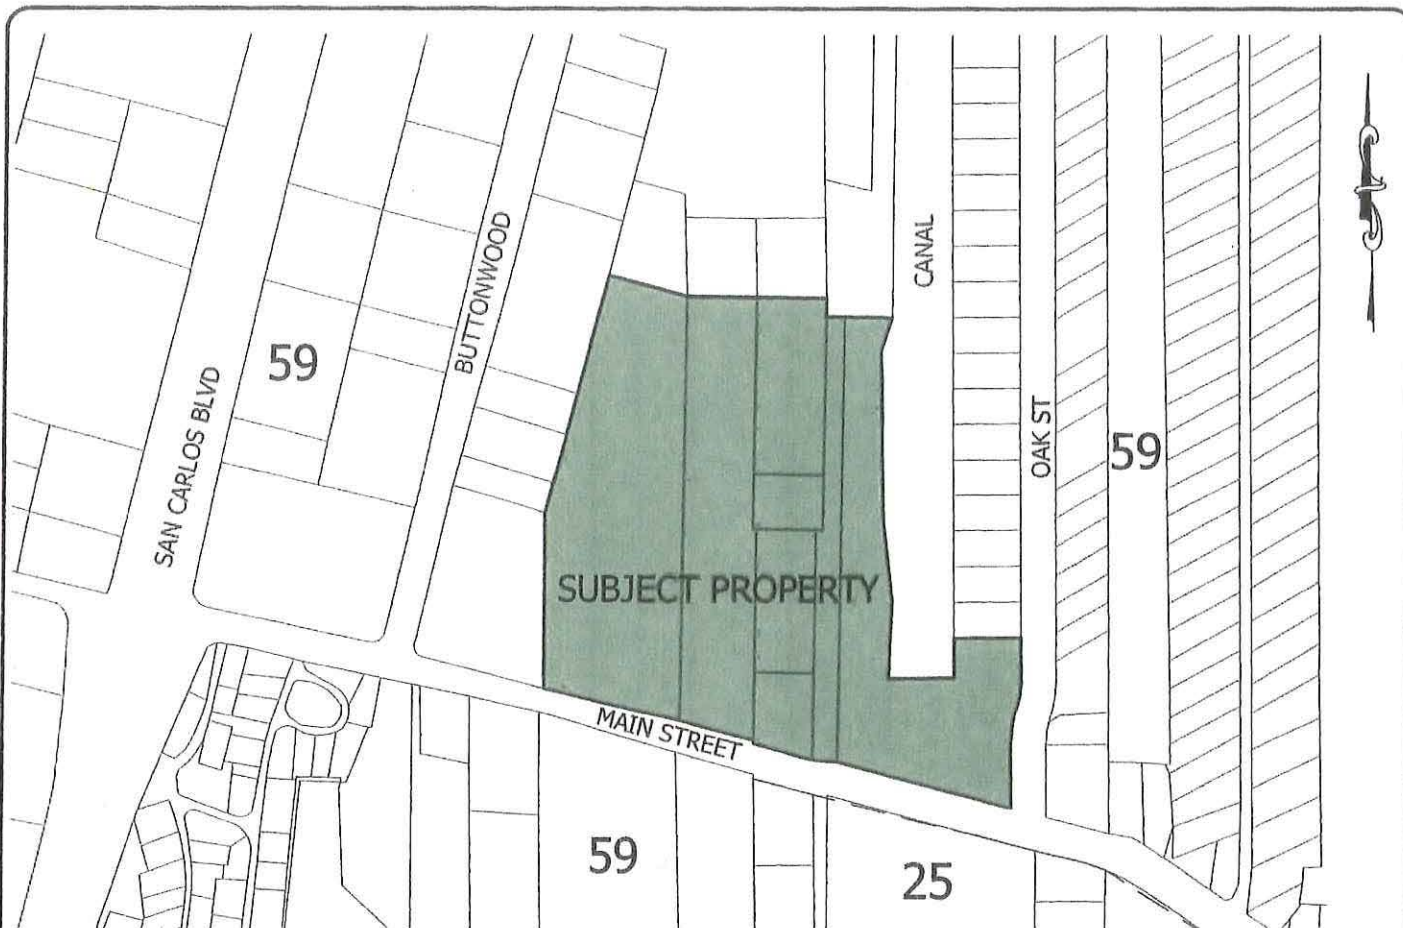 CANAL
BUTTONWOOD
59
SAN CARLOS BLVD
OAK ST
59
SUBJECT PROPERTY
MAIN STREET
59
25